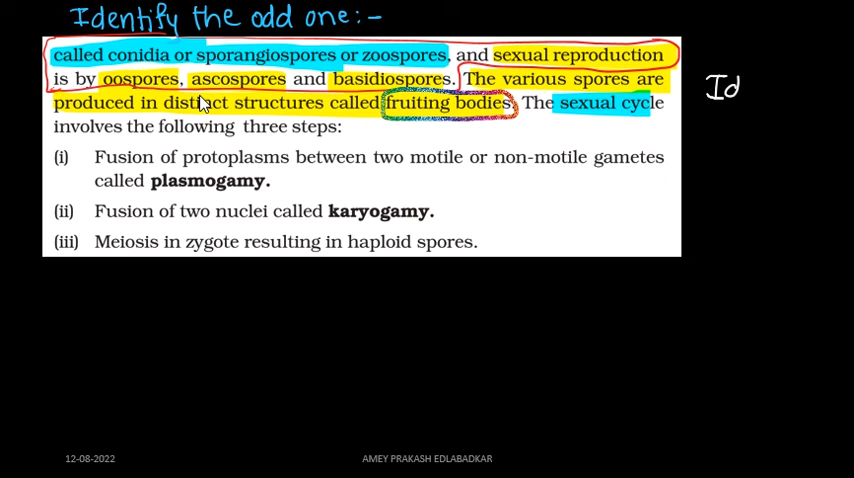 Identify the odd one :-
called conidia or sporangiospores or zoospores, and sexual reproduction
is by oospores, ascospores and basidiospores. The various spores are
produced in distinct structures called fruiting bodies. The sexual cycle
involves the following three steps:
Id
(i) Fusion of protoplasms between two motile or non-motile gametes
called plasmogamy.
(ii) Fusion of two nuclei called karyogamy.
(iii) Meiosis in zygote resulting in haploid spores.
12-08-2022
AMEY PRAKASH EDLABADKAR